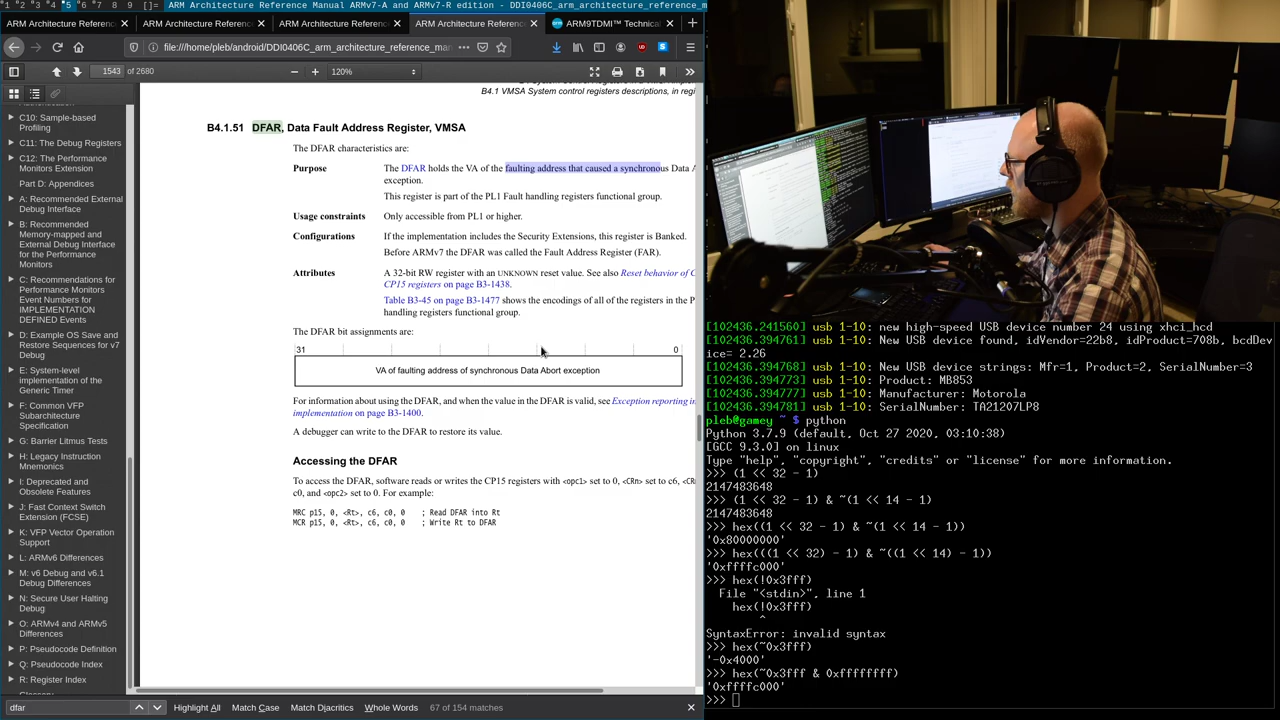 1 2 3 4 5 6 7 8 9 []= ARM Architecture Reference Manual ARMv7-A and ARMv7-R edition - DDI0406C_arm_architecture_reference_m
ARM Architecture Refere
ARM Architecture Refere
ARM Architecture Refere
ARM Architecture Refere
ARM9TDMI™ Technical
file:///home/pleb/android/DDI0406C_arm_architecture_reference_ma
1543 of 2680
120%
C10: Sample-based
Profiling
C11: The Debug Registers
C12: The Performance
Monitors Extension
Part D: Appendices
A: Recommended External
Debug Interface
B: Recommended
Memory-mapped and
External Debug Interface
for the Performance
Monitors
C: Recommendations for
Performance Monitors
Event Numbers for
IMPLEMENTATION
DEFINED Events
D: Example OS Save and
Restore Sequences for v7
Debug
E: System-level
implementation of the
Generic Timer
F: Common VFP
Subarchitecture
Specification
G: Barrier Litmus Tests
H: Legacy Instruction
Mnemonics
I: Deprecated and
Obsolete Features
J: Fast Context Switch
Extension (FCSE)
K: VFP Vector Operation
Support
L: ARMv6 Differences
M: v6 Debug and v6.1
Debug Differences
N: Secure User Halting
Debug
O: ARMv4 and ARMv5
Differences
P: Pseudocode Definition
Q: Pseudocode Index
R: Register Index
B4.1 VMSA System control registers descriptions, in regi
B4.1.51 DFAR, Data Fault Address Register, VMSA
The DFAR characteristics are:
Purpose The DFAR holds the VA of the faulting address that caused a synchronous Data A
exception.
This register is part of the PL1 Fault handling registers functional group.
Usage constraints Only accessible from PL1 or higher.
Configurations If the implementation includes the Security Extensions, this register is Banked.
Before ARMv7 the DFAR was called the Fault Address Register (FAR).
Attributes A 32-bit RW register with an UNKNOWN reset value. See also Reset behavior of C
CP15 registers on page B3-1438.
Table B3-45 on page B3-1477 shows the encodings of all of the registers in the P
handling registers functional group.
The DFAR bit assignments are:
31 0
VA of faulting address of synchronous Data Abort exception
For information about using the DFAR, and when the value in the DFAR is valid, see Exception reporting in
implementation on page B3-1400.
A debugger can write to the DFAR to restore its value.
Accessing the DFAR
To access the DFAR, software reads or writes the CP15 registers with <opc1> set to 0, <CRn> set to c6, <CR
c0, and <opc2> set to 0. For example:
MRC p15, 0, <Rt>, c6, c0, 0 ; Read DFAR into Rt
MCR p15, 0, <Rt>, c6, c0, 0 ; Write Rt to DFAR
dfar
Highlight All Match Case Match Diacritics Whole Words 67 of 154 matches
[102436.241560] usb 1-10: new high-speed USB device number 24 using xhci_hcd
[102436.394761] usb 1-10: New USB device found, idVendor=22b8, idProduct=708b, bcdDev
ice= 2.26
[102436.394768] usb 1-10: New USB device strings: Mfr=1, Product=2, SerialNumber=3
[102436.394773] usb 1-10: Product: MB853
[102436.394777] usb 1-10: Manufacturer: Motorola
[102436.394781] usb 1-10: SerialNumber: TA21207LP8
pleb@gamey ~ $ python
Python 3.7.9 (default, Oct 27 2020, 03:10:38)
[GCC 9.3.0] on linux
Type "help", "copyright", "credits" or "license" for more information.
>>> (1 << 32 - 1)
2147483648
>>> (1 << 32 - 1) & ~(1 << 14 - 1)
2147483648
>>> hex((1 << 32 - 1) & ~(1 << 14 - 1))
'0x80000000'
>>> hex(((1 << 32) - 1) & ~((1 << 14) - 1))
'0xffffc000'
>>> hex(!0x3fff)
File "<stdin>", line 1
hex(!0x3fff)
^
SyntaxError: invalid syntax
>>> hex(~0x3fff)
'-0x4000'
>>> hex(~0x3fff & 0xffffffff)
'0xffffc000'
>>>